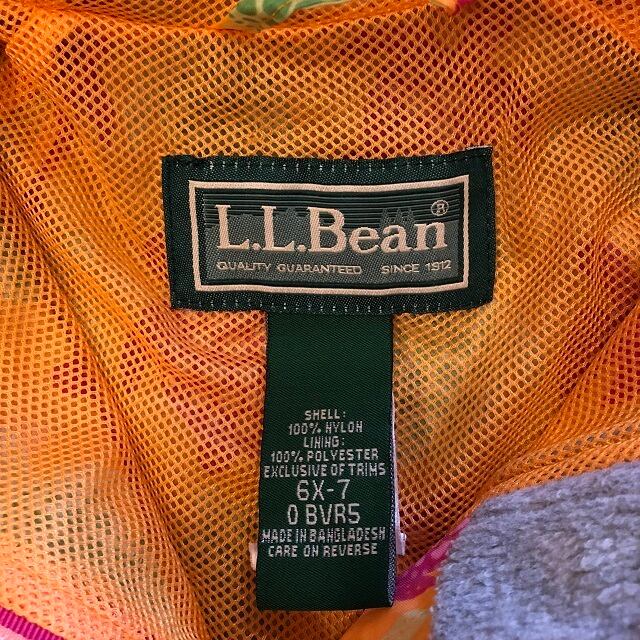 L.L.Bean®
QUALITY GUARANTEED SINCE 1912
SHELL:
100% NYLON
LINING:
100% POLYESTER
EXCLUSIVE OF TRIMS
6X-7
0 BVR5
MADE IN BANGLADESH
CARE ON REVERSE